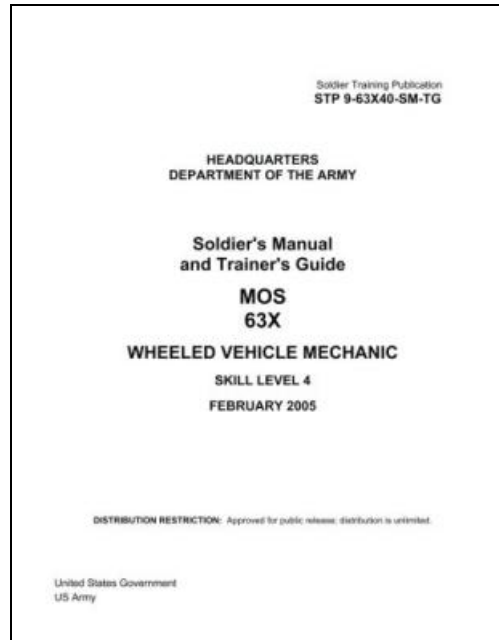 Soldier Training Publication
STP 9-63X40-SM-TG
HEADQUARTERS
DEPARTMENT OF THE ARMY
Soldier's Manual
and Trainer's Guide
MOS
63X
WHEELED VEHICLE MECHANIC
SKILL LEVEL 4
FEBRUARY 2005
DISTRIBUTION RESTRICTION: Approved for public release; distribution is unlimited.
United States Government
US Army